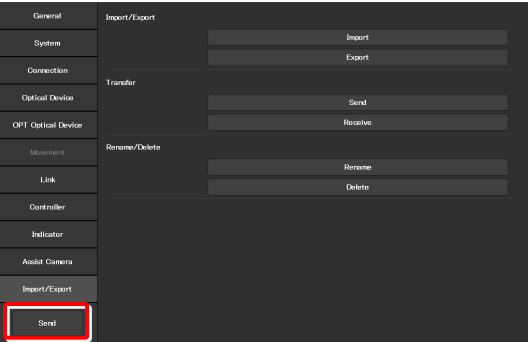 General
System
Connection
Optical Device
OPT Optical Device
Movement
Link
Controller
Indicator
Assist Camera
Import/Export
Send
Import/Export
Import
Export
Transfer
Send
Receive
Rename/Delete
Rename
Delete